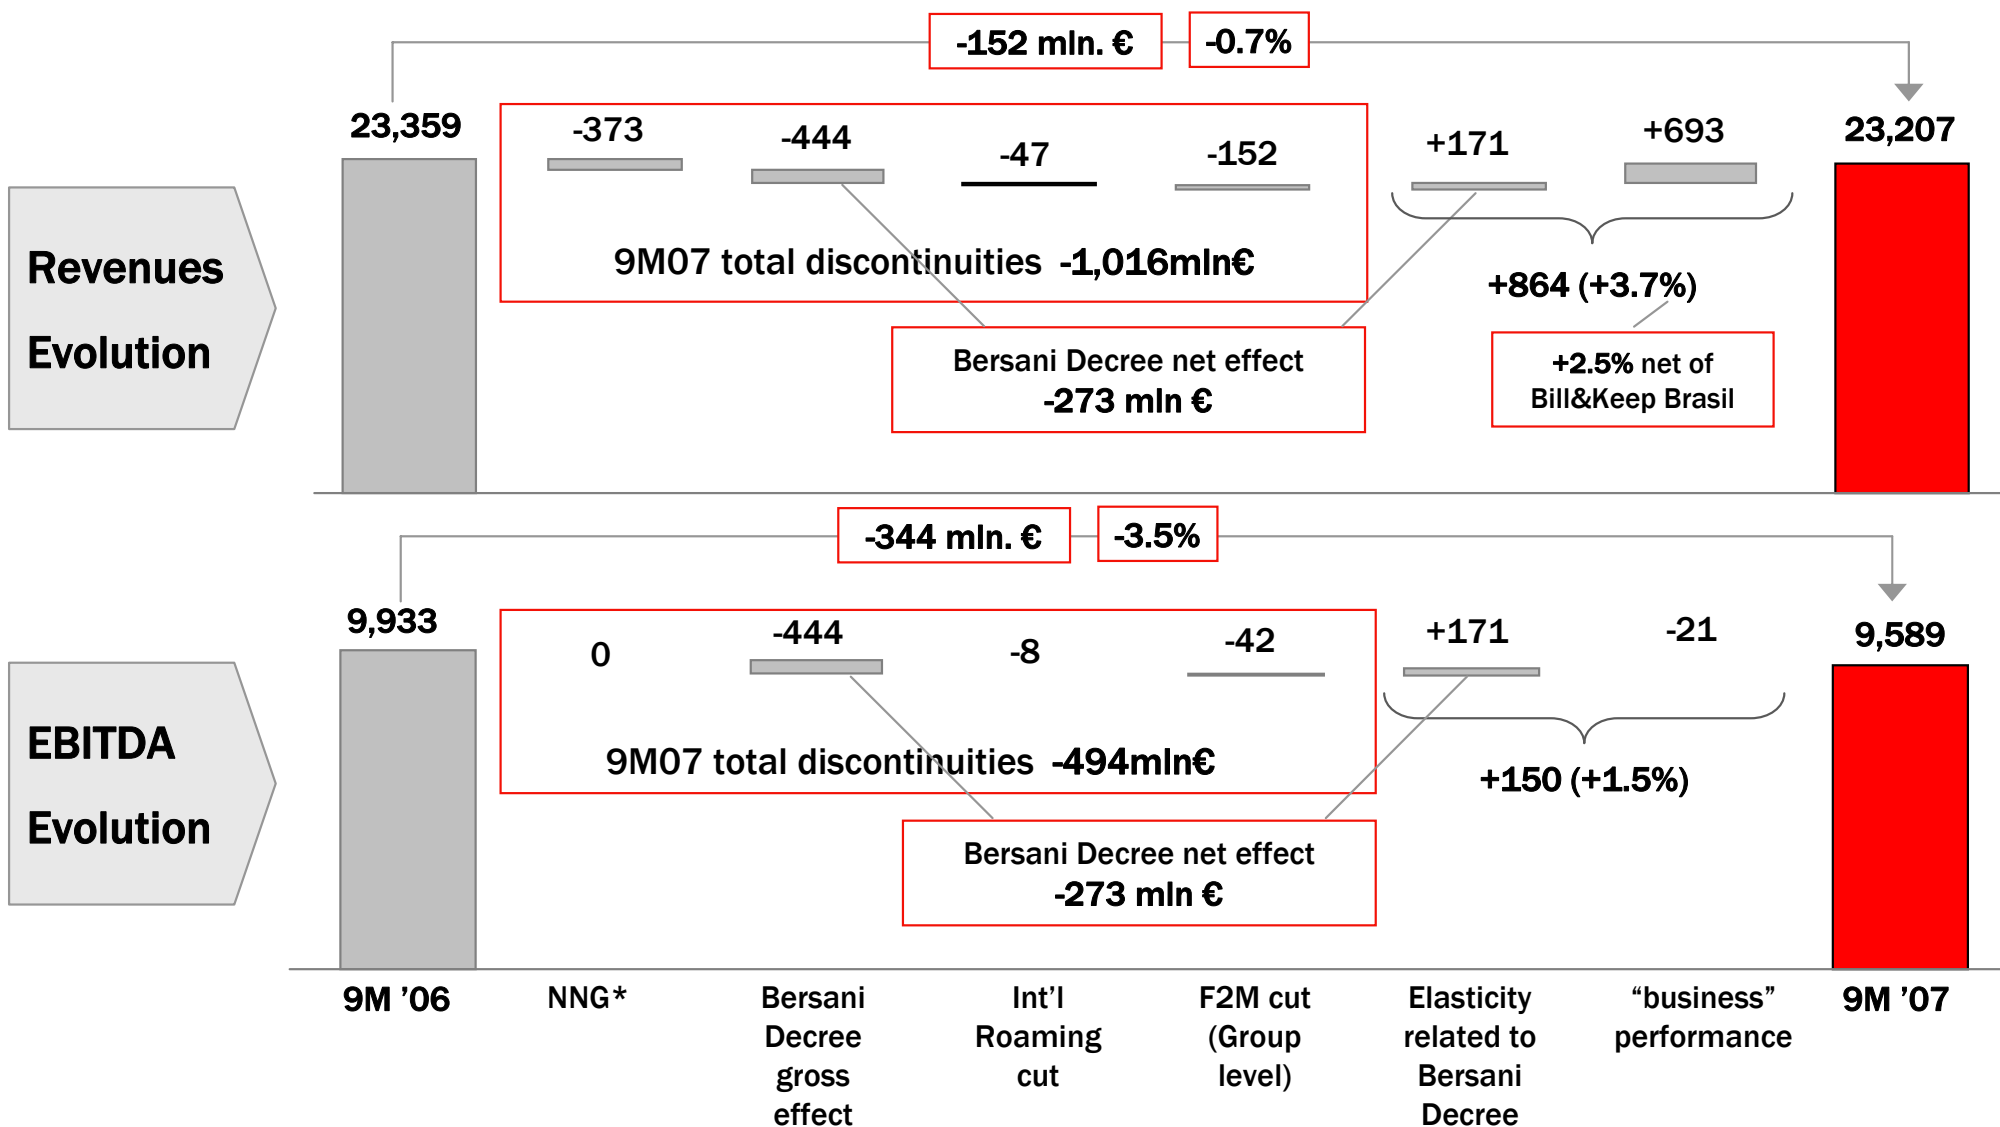 -152 mln. €
-0.7%
23,359
-373
-444
-47
-152
+171
+693
23,207
Revenues
Evolution
9M07 total discontinuities -1,016mln€
+864 (+3.7%)
Bersani Decree net effect
-273 mln €
+2.5% net of
Bill&Keep Brasil
-344 mln. €
-3.5%
9,933
0
-444
-8
-42
+171
-21
9,589
EBITDA
Evolution
9M07 total discontinuities -494mln€
+150 (+1.5%)
Bersani Decree net effect
-273 mln €
9M ’06
NNG*
Bersani
Decree
gross
effect
Int’l
Roaming
cut
F2M cut
(Group
level)
Elasticity
related to
Bersani
Decree
“business”
performance
9M ’07